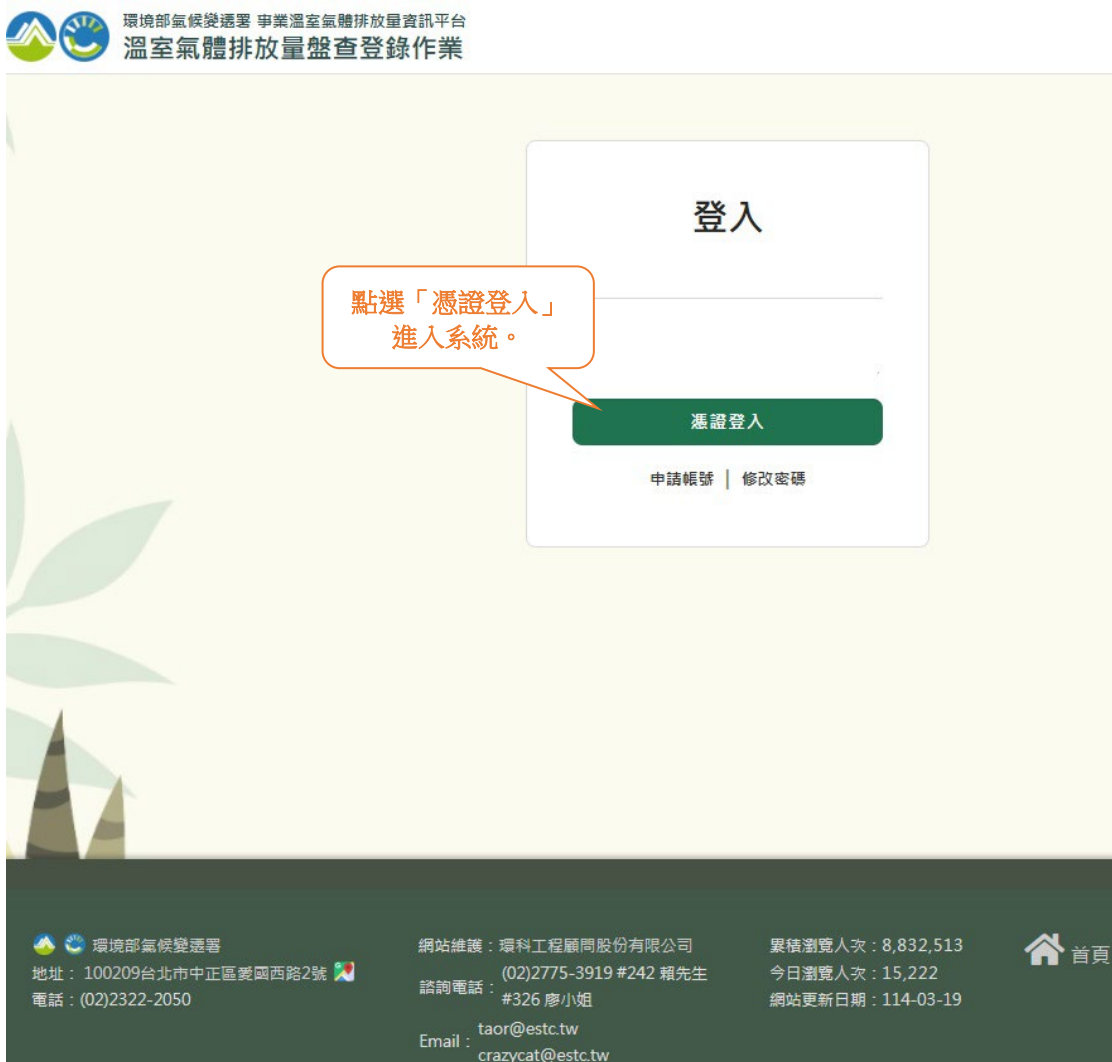 環境部氣候變遷署 事業溫室氣體排放量資訊平台
溫室氣體排放量盤查登錄作業
登入
點選「憑證登入」
進入系統。
憑證登入
申請帳號 | 修改密碼
環境部氣候變遷署
地址： 100209台北市中正區愛國西路2號
電話：(02)2322-2050
網站維護：環科工程顧問股份有限公司
諮詢電話：(02)2775-3919 #242 賴先生
#326 廖小姐
Email：taor@estc.tw
crazycat@estc.tw
累積瀏覽人次：8,832,513
今日瀏覽人次：15,222
網站更新日期：114-03-19
首頁